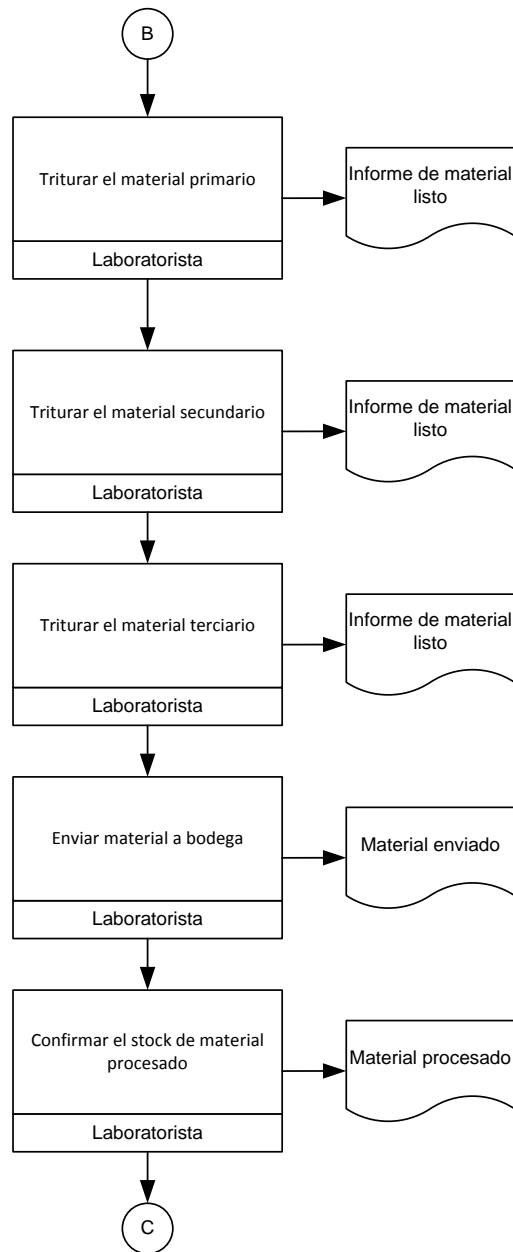 B
Triturar el material primario
Laboratorista
Informe de material
listo
Triturar el material secundario
Laboratorista
Informe de material
listo
Triturar el material terciario
Laboratorista
Informe de material
listo
Enviar material a bodega
Laboratorista
Material enviado
Confirmar el stock de material
procesado
Laboratorista
Material procesado
C